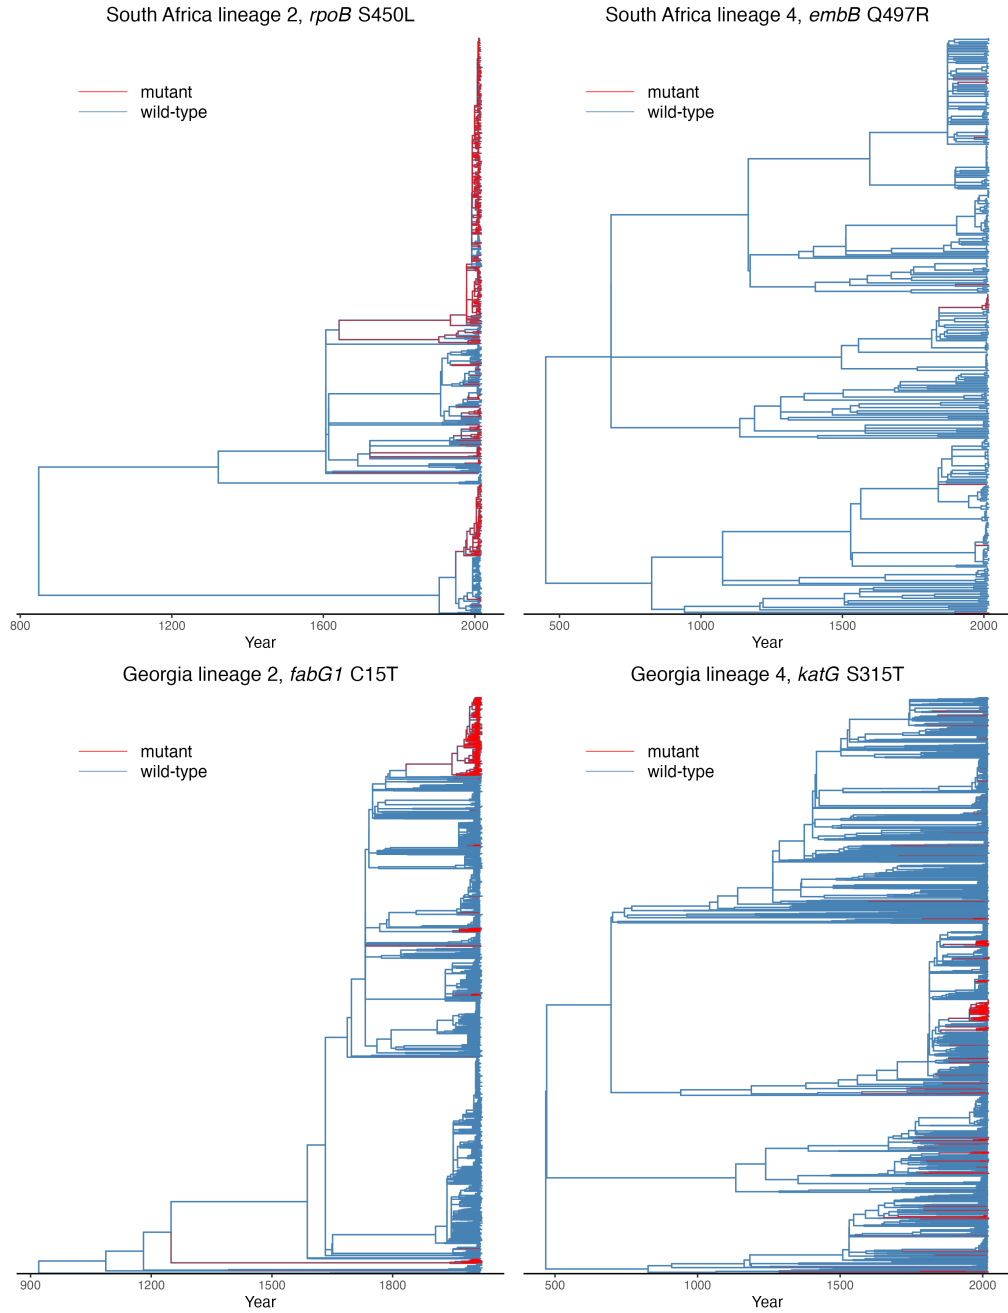 South Africa lineage 2, rpoB S450L
mutant
wild-type
800 1200 1600 2000
Year
South Africa lineage 4, embB Q497R
mutant
wild-type
500 1000 1500 2000
Year
Georgia lineage 2, fabG1 C15T
mutant
wild-type
900 1200 1500 1800
Year
Georgia lineage 4, katG S315T
mutant
wild-type
500 1000 1500 2000
Year